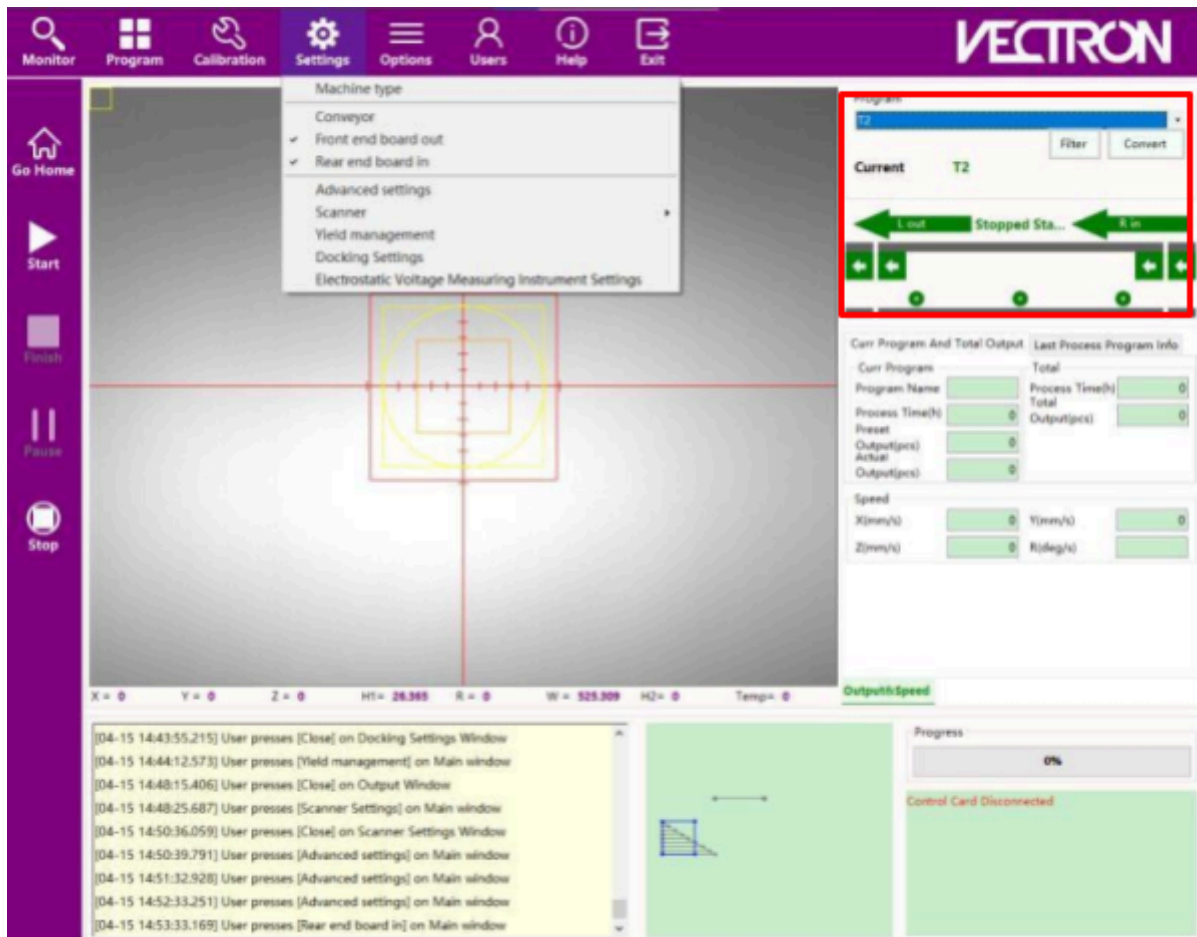 VECTRON
Monitor Program Calibration Settings Options Users Help Exit
Machine type
Conveyor
Front end board out
Rear end board in
Advanced settings
Scanner
Yield management
Docking Settings
Electrostatic Voltage Measuring Instrument Settings
Go Home
Start
Finish
Pause
Stop
Program
T2
Filter Convert
Current T2
L out Stopped Sta... R in
Curr Program And Total Output Last Process Program Info
Curr Program
Program Name
Process Time(h) 0
Preset
Output(pcs) 0
Actual
Output(pcs) 0
Total
Process Time(h) 0
Total
Output(pcs) 0
Speed
X(mm/s) 0 Y(mm/s) 0
Z(mm/s) 0 R(deg/s)
Output&Speed
X = 0 Y = 0 Z = 0 H1= 26.365 R = 0 W = 525.309 H2= 0 Temp= 0
[04-15 14:43:55.215] User presses [Close] on Docking Settings Window
[04-15 14:44:12.573] User presses [Yield management] on Main window
[04-15 14:48:15.406] User presses [Close] on Output Window
[04-15 14:48:25.687] User presses [Scanner Settings] on Main window
[04-15 14:50:36.059] User presses [Close] on Scanner Settings Window
[04-15 14:50:39.791] User presses [Advanced settings] on Main window
[04-15 14:51:32.928] User presses [Advanced settings] on Main window
[04-15 14:52:33.251] User presses [Advanced settings] on Main window
[04-15 14:53:33.169] User presses [Rear end board in] on Main window
Progress
0%
Control Card Disconnected